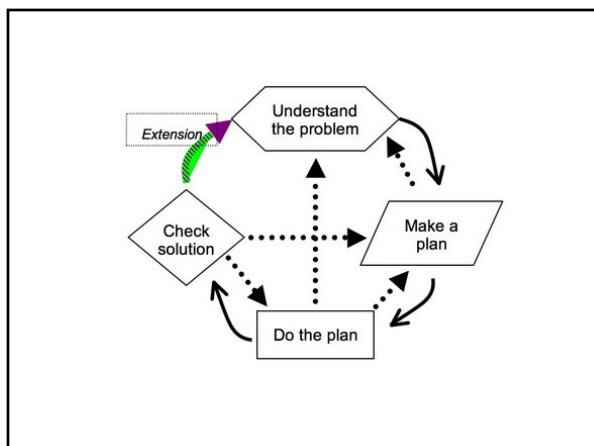 Understand
the problem
Extension
Check
solution
Make a
plan
Do the plan